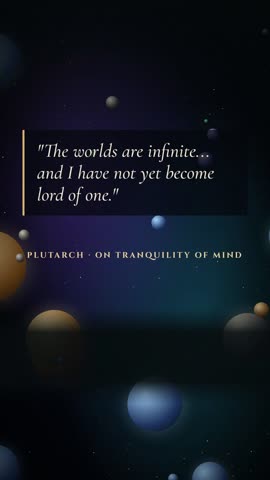 "The worlds are infinite...
and I have not yet become
lord of one."
PLUTARCH · ON TRANQUILITY OF MIND